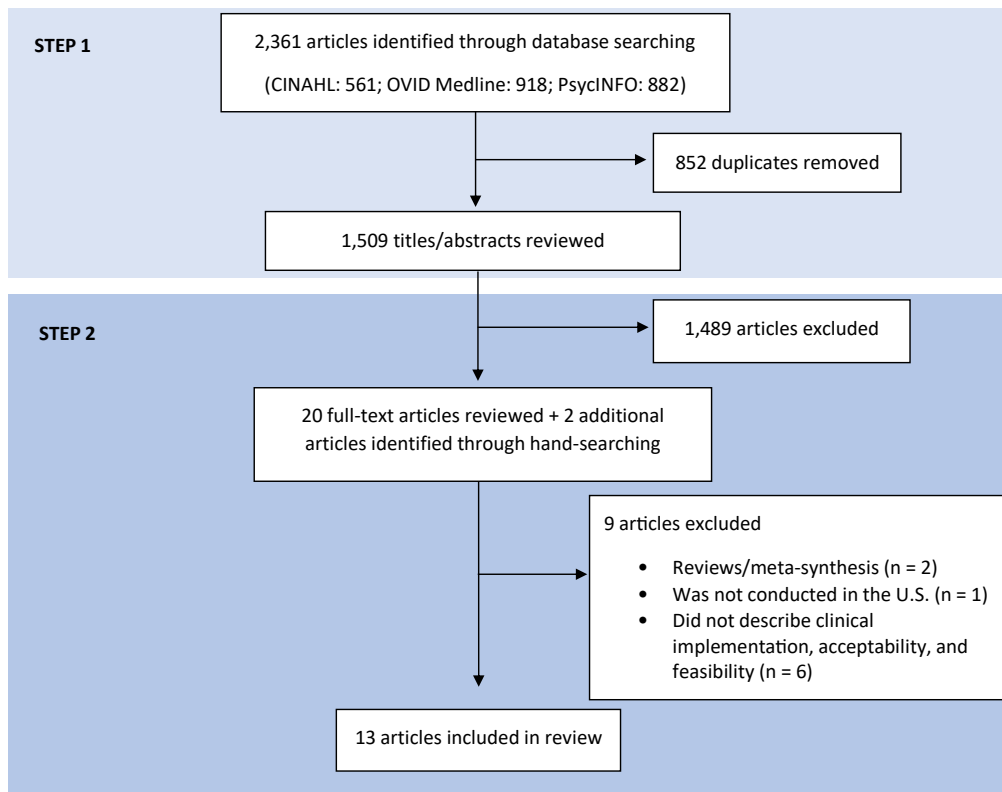 STEP 1
2,361 articles identified through database searching
(CINAHL: 561; OVID Medline: 918; PsycINFO: 882)
852 duplicates removed
1,509 titles/abstracts reviewed
STEP 2
1,489 articles excluded
20 full-text articles reviewed + 2 additional
articles identified through hand-searching
9 articles excluded
• Reviews/meta-synthesis (n = 2)
• Was not conducted in the U.S. (n = 1)
• Did not describe clinical
implementation, acceptability, and
feasibility (n = 6)
13 articles included in review